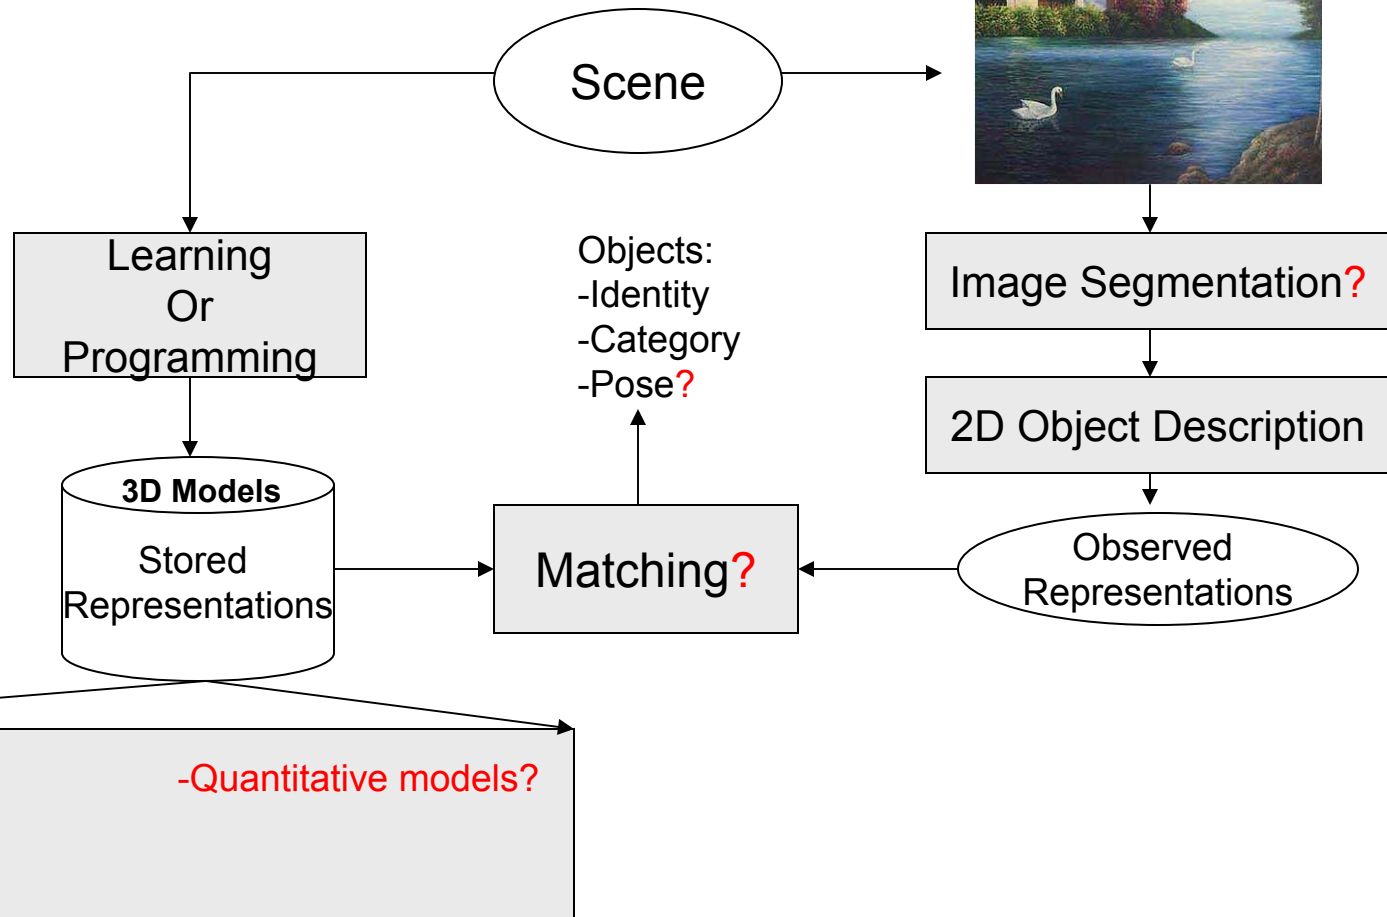 Scene
Learning
Or
Programming
Objects:
-Identity
-Category
-Pose?
Image Segmentation?
2D Object Description
3D Models
Stored
Representations
Matching?
Observed
Representations
-Quantitative models?